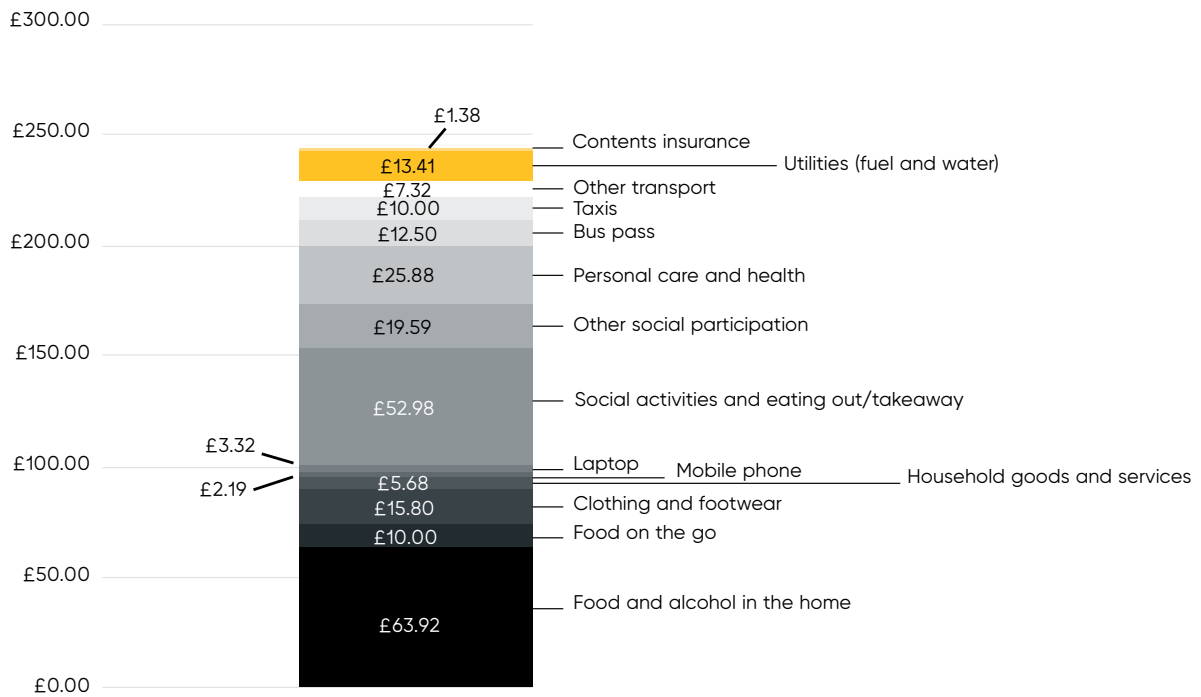 £300.00
£250.00
£200.00
£150.00
£100.00
£50.00
£0.00
£1.38
£13.41
£7.32
£10.00
£12.50
£25.88
£19.59
£52.98
£3.32
£2.19
£5.68
£15.80
£10.00
£63.92
Contents insurance
Utilities (fuel and water)
Other transport
Taxis
Bus pass
Personal care and health
Other social participation
Social activities and eating out/takeaway
Laptop
Mobile phone
Household goods and services
Clothing and footwear
Food on the go
Food and alcohol in the home